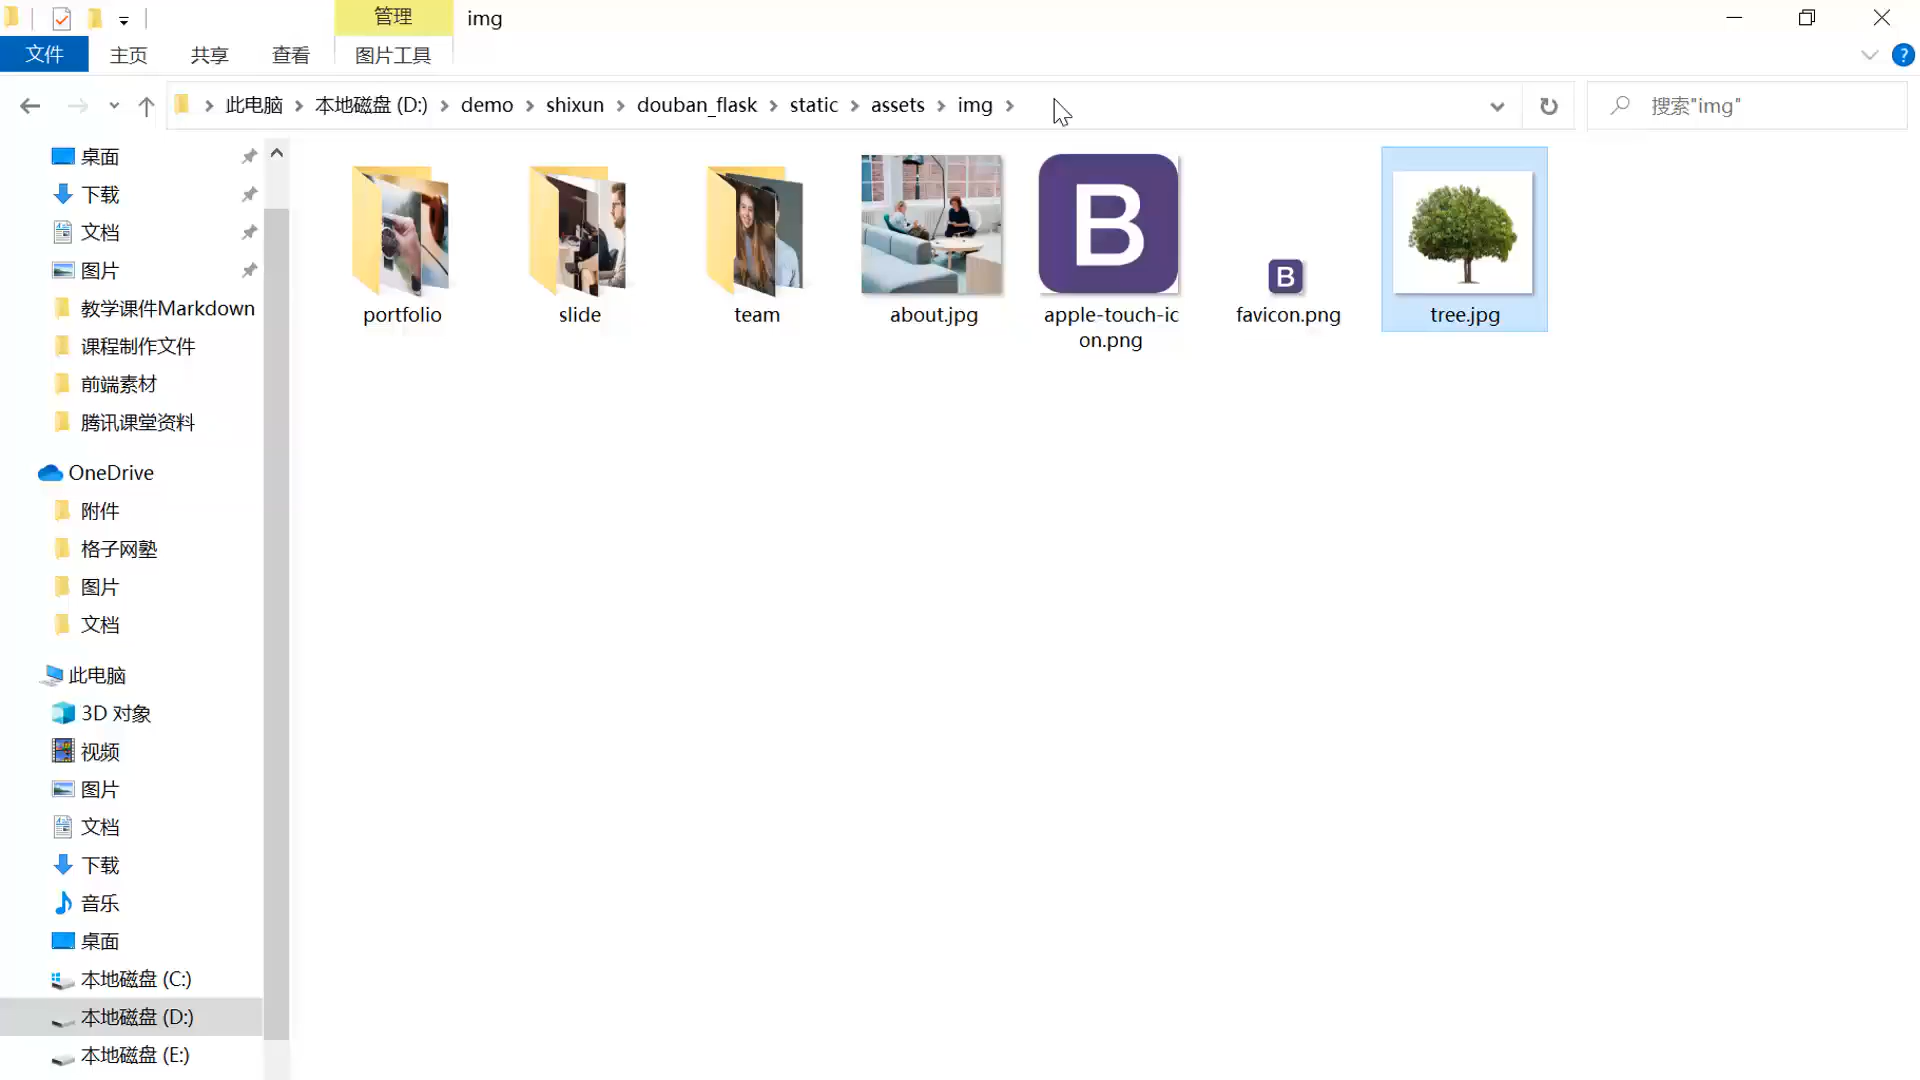 管理
img
文件
主页
共享
查看
图片工具
此电脑
本地磁盘 (D:)
demo
shixun
douban_flask
static
assets
img
搜索"img"
桌面
下载
文档
图片
教学课件Markdown
课程制作文件
前端素材
腾讯课堂资料
OneDrive
附件
格子网塾
图片
文档
此电脑
3D 对象
视频
图片
文档
下载
音乐
桌面
本地磁盘 (C:)
本地磁盘 (D:)
本地磁盘 (E:)
portfolio
slide
team
about.jpg
B
apple-touch-ic
on.png
B
favicon.png
tree.jpg